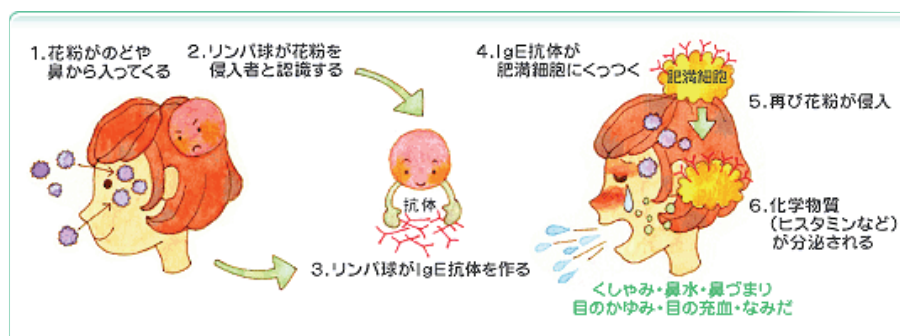 1.花粉がのどや
鼻から入ってくる
2.リンパ球が花粉を
侵入者と認識する
抗体
3.リンパ球がIgE抗体を作る
4.IgE抗体が
肥満細胞にくっつく
肥満細胞
5.再び花粉が侵入
6.化学物質
(ヒスタミンなど)
が分泌される
くしゃみ・鼻水・鼻づまり
目のかゆみ・目の充血・なみだ